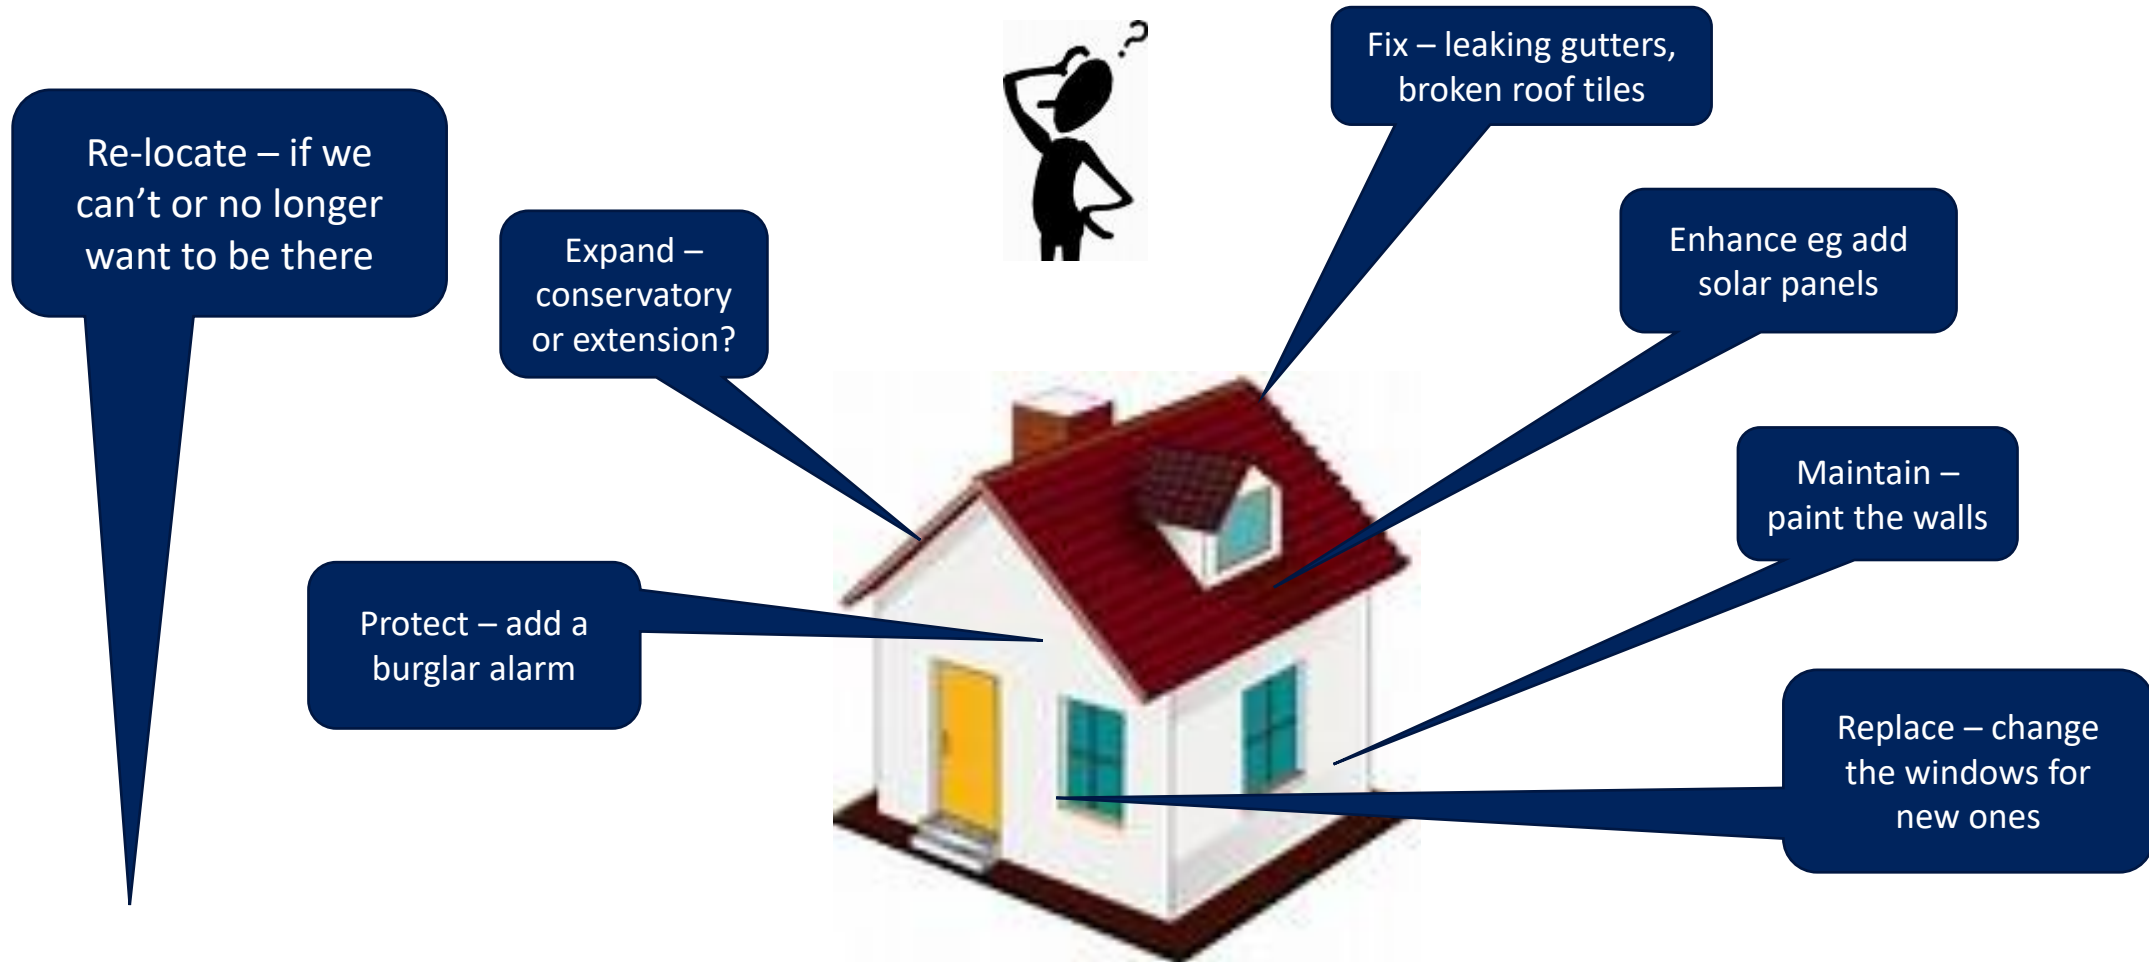 Re-locate – if we
can’t or no longer
want to be there
Expand –
conservatory
or extension?
Protect – add a
burglar alarm
?
Fix – leaking gutters,
broken roof tiles
Enhance eg add
solar panels
Maintain –
paint the walls
Replace – change
the windows for
new ones